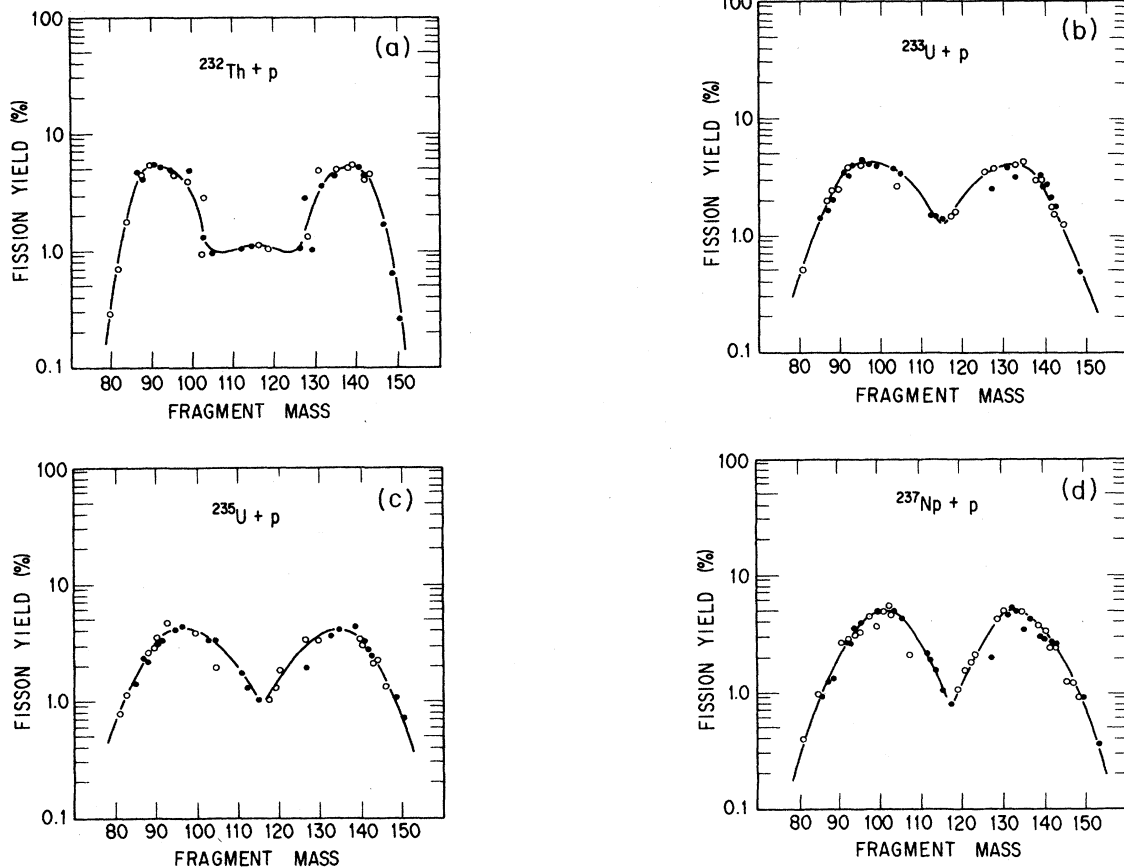 (a)
²³²Th + p
FISSION YIELD (%)
100
10
1.0
0.1
80 90 100 110 120 130 140 150
FRAGMENT MASS
(b)
²³³U + p
FISSION YIELD (%)
100
10
1.0
0.1
80 90 100 110 120 130 140 150
FRAGMENT MASS
(c)
²³⁵U + p
FISSON YIELD (%)
100
10
1.0
0.1
80 90 100 110 120 130 140 150
FRAGMENT MASS
(d)
²³⁷Np + p
FISSION YIELD (%)
100
10
1.0
0.1
80 90 100 110 120 130 140 150
FRAGMENT MASS